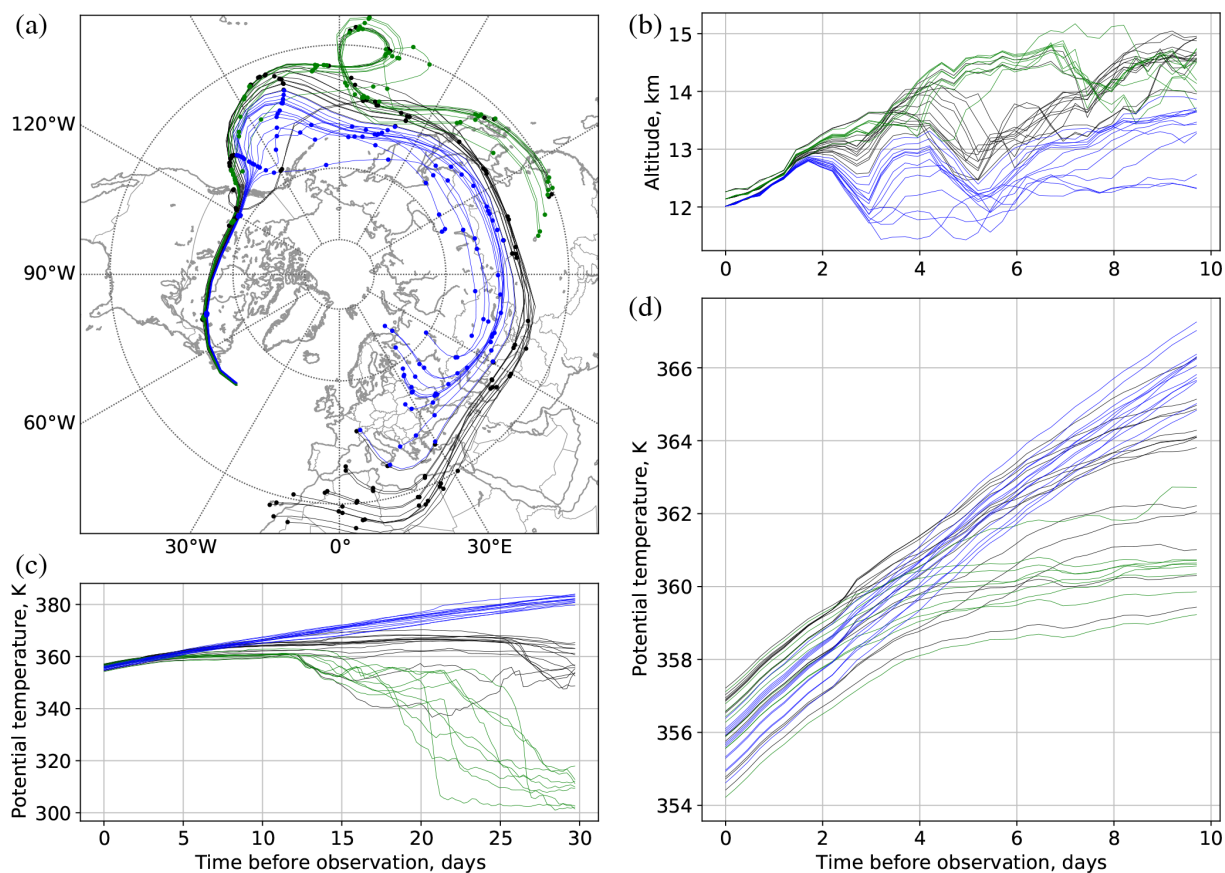 (a)
120°W
90°W
60°W
30°W 0° 30°E
(b)
15
14
13
12
Altitude, km
0 2 4 6 8 10
(c)
380
360
340
320
300
Potential temperature, K
0 5 10 15 20 25 30
Time before observation, days
(d)
366
364
362
360
358
356
354
Potential temperature, K
0 2 4 6 8 10
Time before observation, days